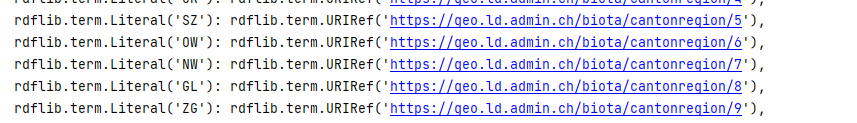 rdflib.term.Literal('SZ'): rdflib.term.URIRef('https://geo.ld.admin.ch/biota/cantonregion/5'),
rdflib.term.Literal('OW'): rdflib.term.URIRef('https://geo.ld.admin.ch/biota/cantonregion/6'),
rdflib.term.Literal('NW'): rdflib.term.URIRef('https://geo.ld.admin.ch/biota/cantonregion/7'),
rdflib.term.Literal('GL'): rdflib.term.URIRef('https://geo.ld.admin.ch/biota/cantonregion/8'),
rdflib.term.Literal('ZG'): rdflib.term.URIRef('https://geo.ld.admin.ch/biota/cantonregion/9'),